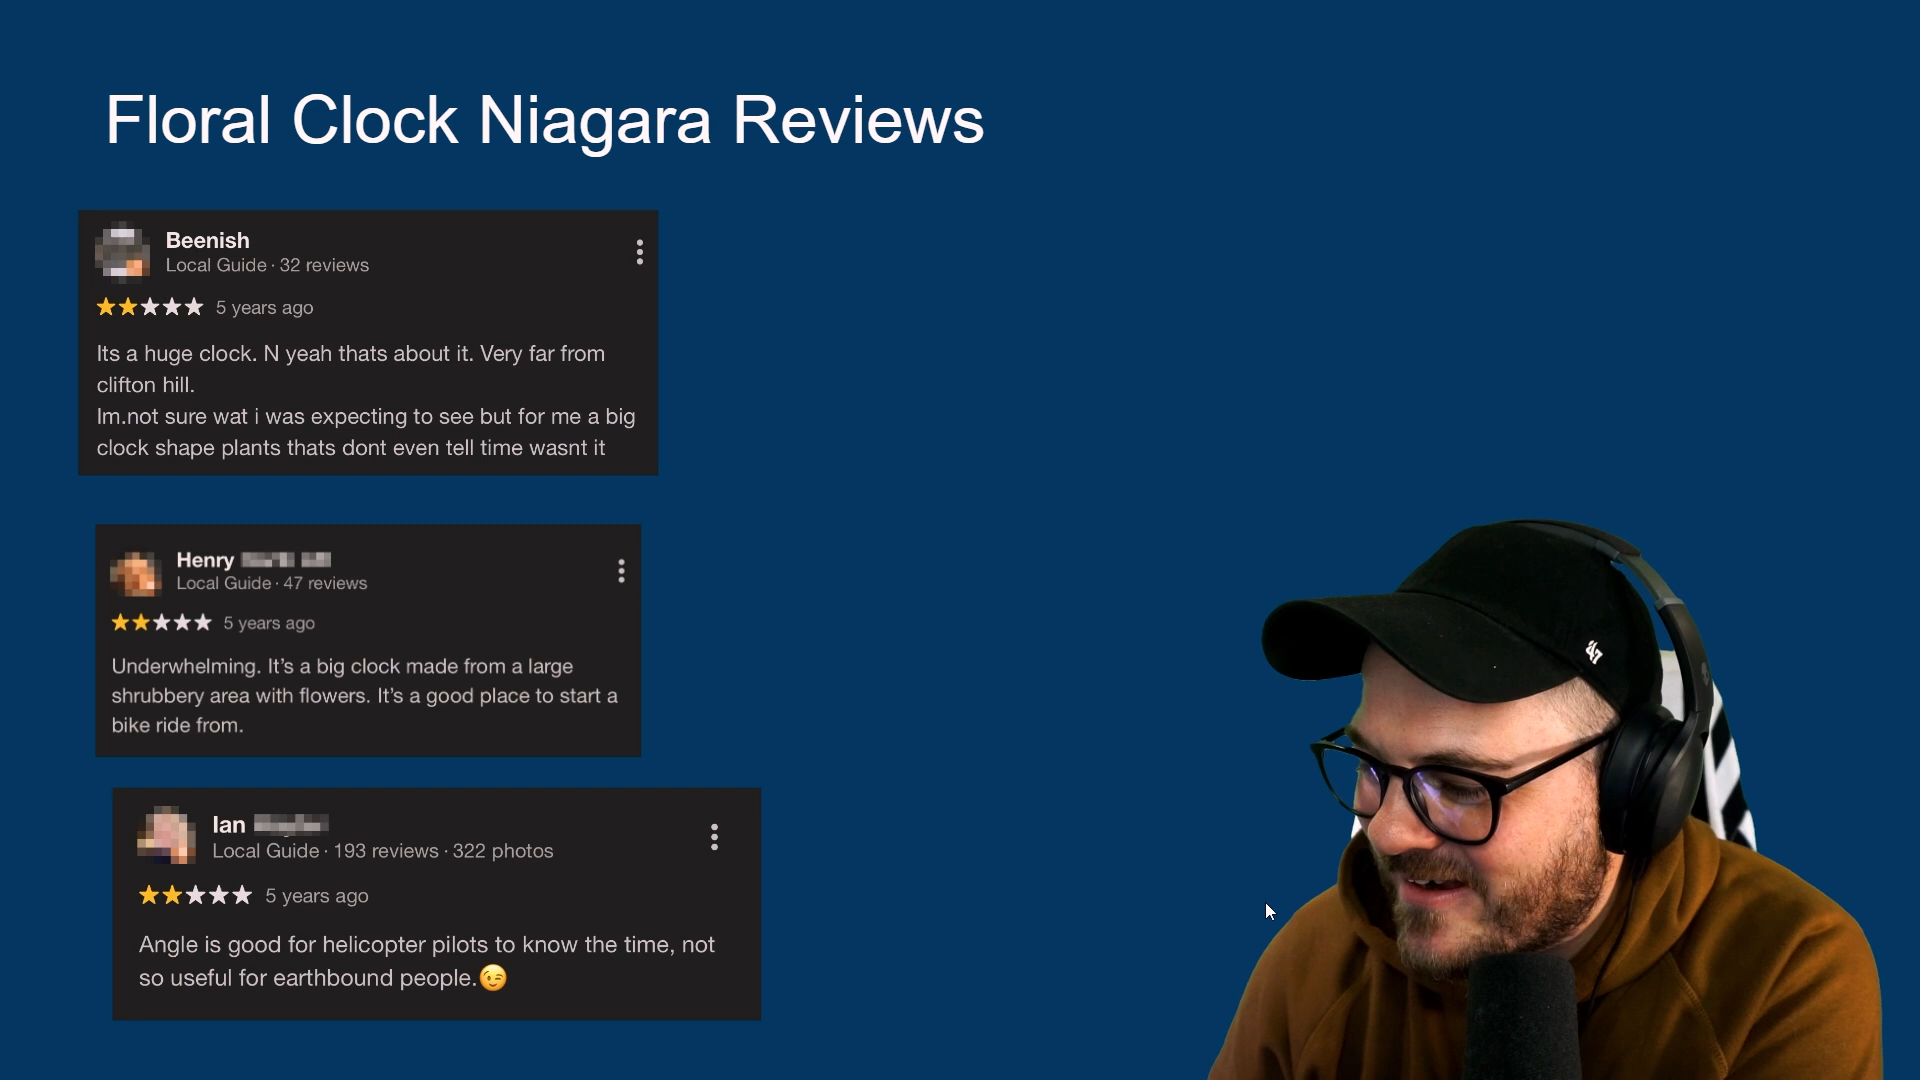 Floral Clock Niagara Reviews
Beenish
Local Guide · 32 reviews
5 years ago
Its a huge clock. N yeah thats about it. Very far from
clifton hill.
Im.not sure wat i was expecting to see but for me a big
clock shape plants thats dont even tell time wasnt it
Henry
Local Guide · 47 reviews
5 years ago
Underwhelming. It’s a big clock made from a large
shrubbery area with flowers. It’s a good place to start a
bike ride from.
Ian
Local Guide · 193 reviews · 322 photos
5 years ago
Angle is good for helicopter pilots to know the time, not
so useful for earthbound people.😉
47